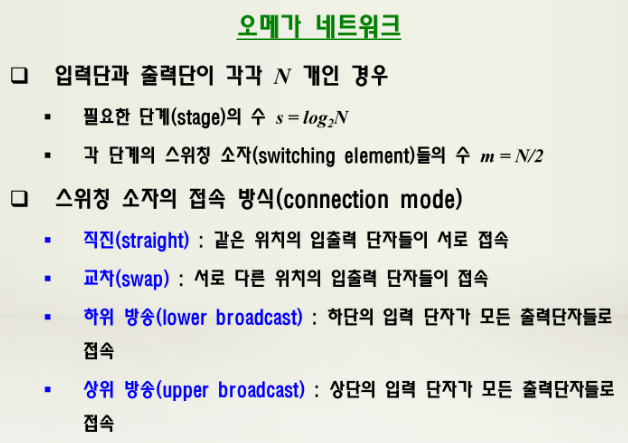 오메가 네트워크
❑ 입력단과 출력단이 각각 N 개인 경우
▪ 필요한 단계(stage)의 수 s = log₂N
▪ 각 단계의 스위칭 소자(switching element)들의 수 m = N/2
❑ 스위칭 소자의 접속 방식(connection mode)
▪ 직진(straight) : 같은 위치의 입출력 단자들이 서로 접속
▪ 교차(swap) : 서로 다른 위치의 입출력 단자들이 접속
▪ 하위 방송(lower broadcast) : 하단의 입력 단자가 모든 출력단자들로
접속
▪ 상위 방송(upper broadcast) : 상단의 입력 단자가 모든 출력단자들로
접속